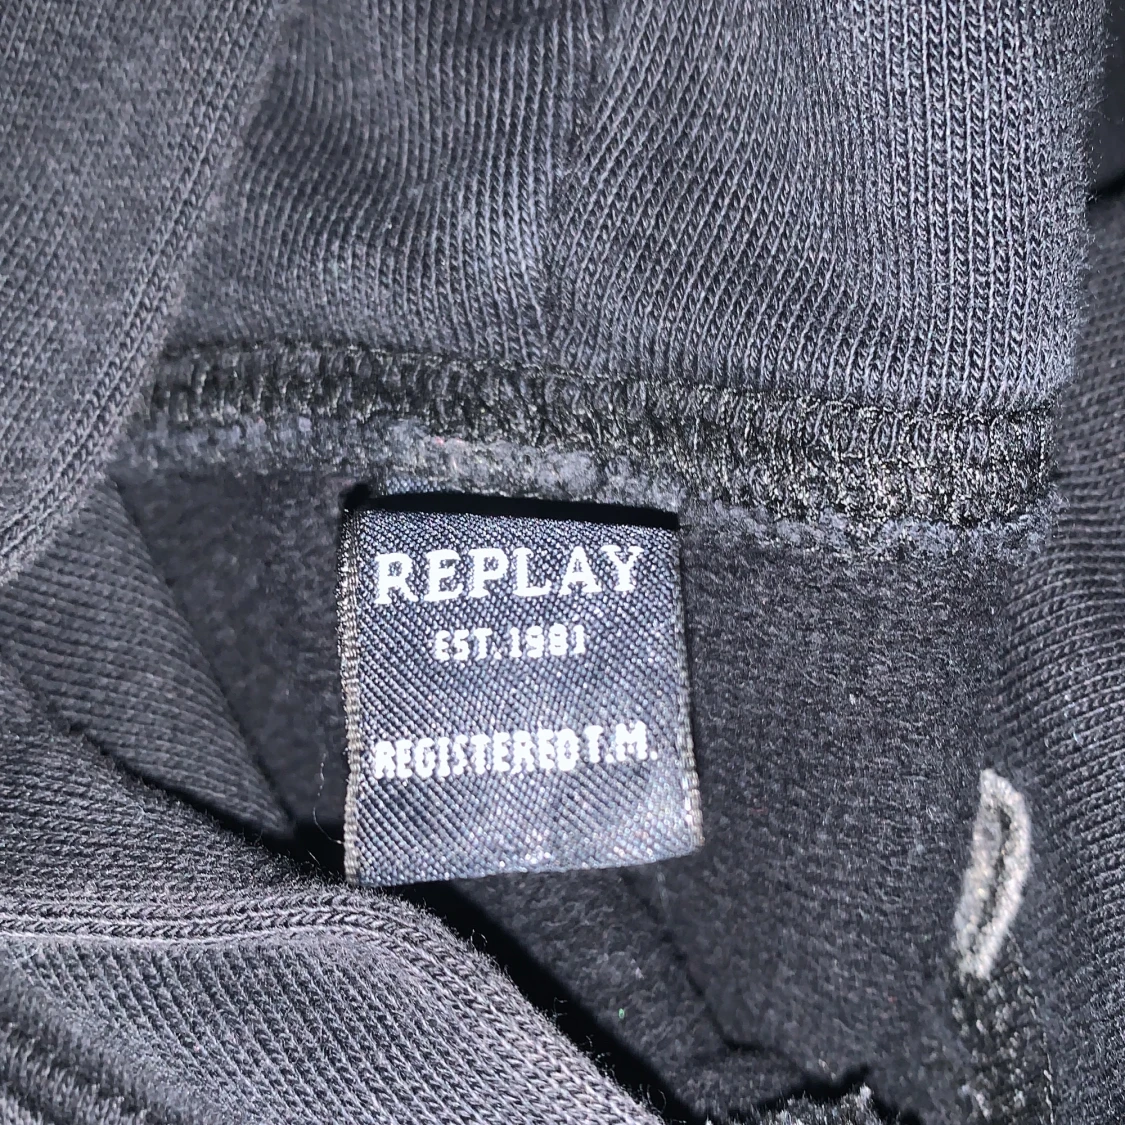 REPLAY
EST. 1981
REGISTERED T.M.